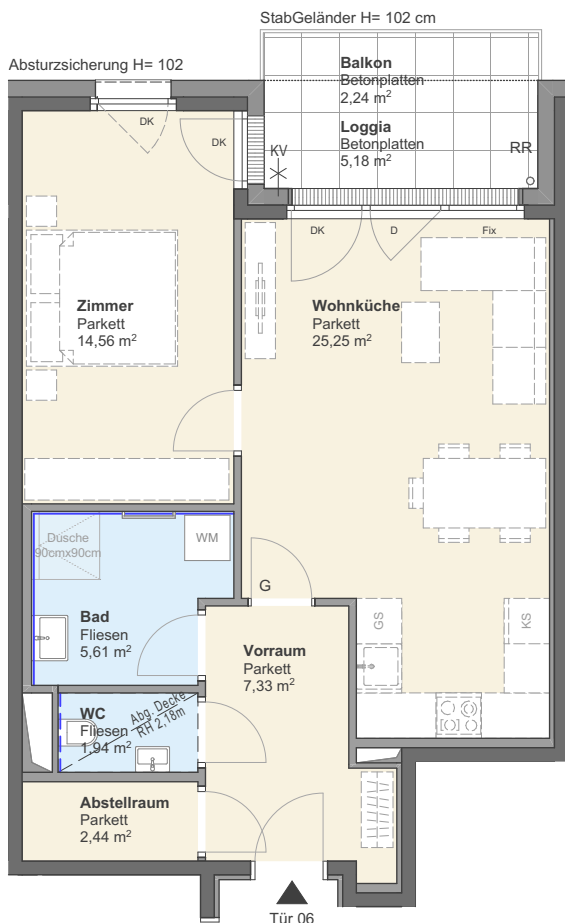 StabGeländer H= 102 cm
Absturzsicherung H= 102
Balkon
Betonplatten
2,24 m²
Loggia
Betonplatten
5,18 m²
KV
RR
DK
DK
DK
D
Fix
Zimmer
Parkett
14,56 m²
Wohnküche
Parkett
25,25 m²
Dusche
90cmx90cm
WM
Bad
Fliesen
5,61 m²
G
GS
KS
Vorraum
Parkett
7,33 m²
WC
Fliesen
1,94 m²
Abg. Decke
RH 2,18m
Abstellraum
Parkett
2,44 m²
Tür 06